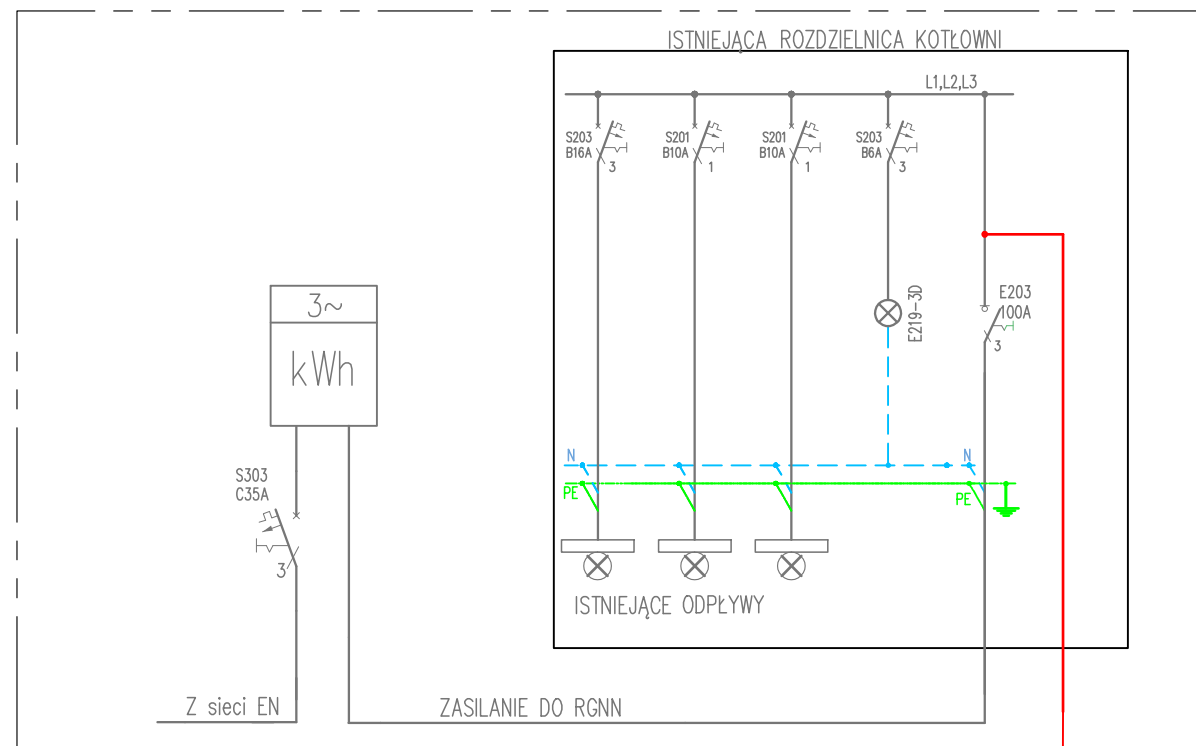 ISTNIEJĄCA ROZDZIELNICA KOTŁOWNI
L1,L2,L3
S203
B16A
3
S201
B10A
1
S201
B10A
1
S203
B6A
3
E219-3D
E203
100A
3
3~
kWh
S303
C35A
3
N
PE
N
PE
ISTNIEJĄCE ODPŁYWY
Z sieci EN
ZASILANIE DO RGNN